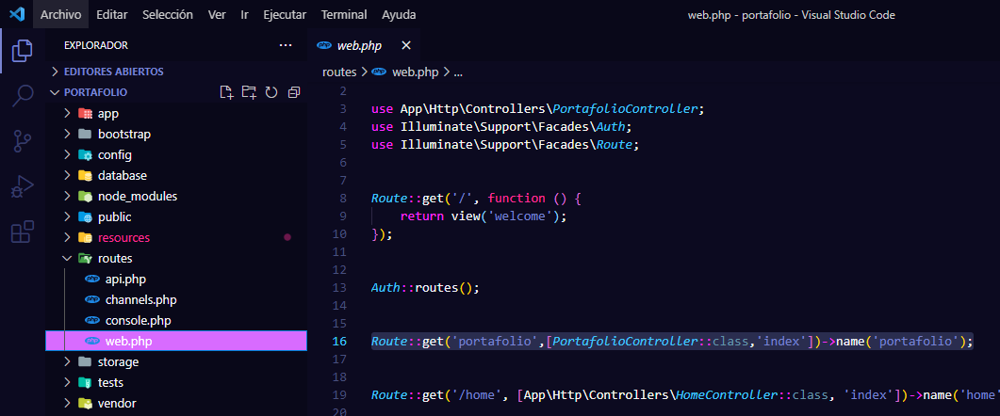 Archivo Editar Selección Ver Ir Ejecutar Terminal Ayuda web.php - portafolio - Visual Studio Code
EXPLORADOR ...
EDITORES ABIERTOS
PORTAFOLIO
app
bootstrap
config
database
node_modules
public
resources
routes
api.php
channels.php
console.php
web.php
storage
tests
vendor
web.php
routes > web.php > ...
2
3 use App\Http\Controllers\PortafolioController;
4 use Illuminate\Support\Facades\Auth;
5 use Illuminate\Support\Facades\Route;
6
7
8 Route::get('/', function () {
9 return view('welcome');
10 });
11
12
13 Auth::routes();
14
15
16 Route::get('portafolio',[PortafolioController::class,'index'])->name('portafolio');
17
18
19 Route::get('/home', [App\Http\Controllers\HomeController::class, 'index'])->name('home'
20